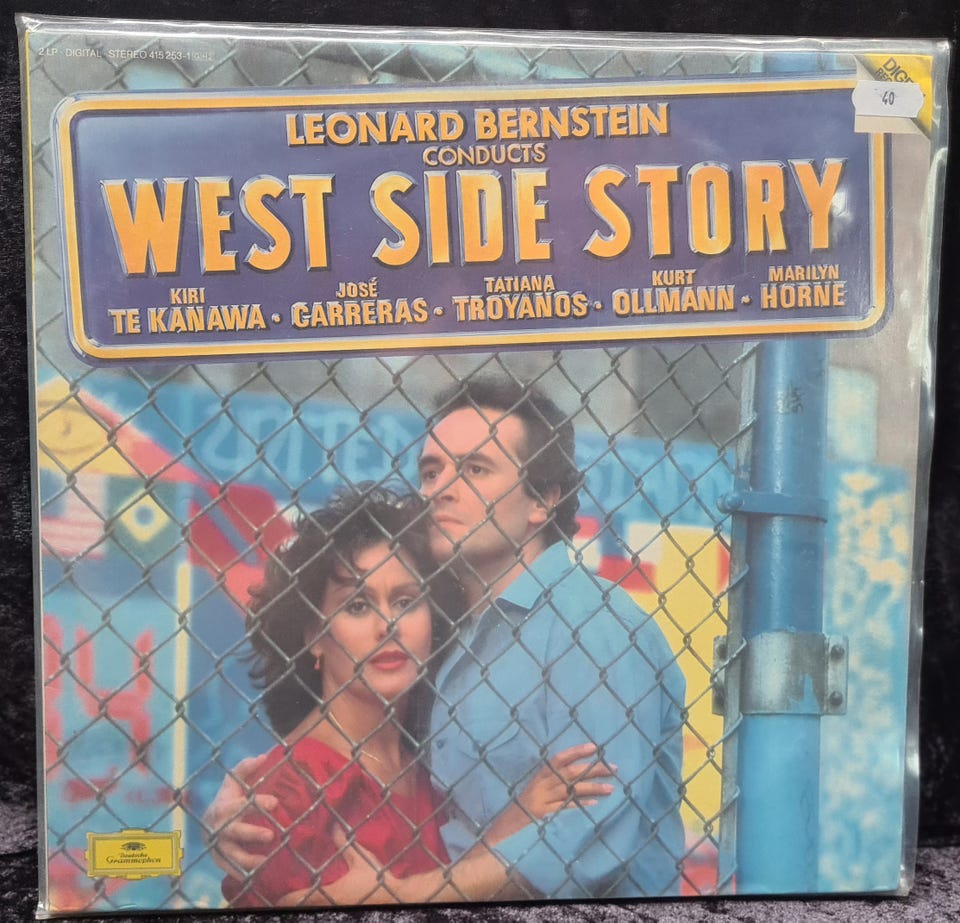 2 LP · DIGITAL · STEREO 415 253-1
40
LEONARD BERNSTEIN
CONDUCTS
WEST SIDE STORY
KIRI
TE KANAWA · JOSÉ
CARRERAS · TATIANA
TROYANOS · KURT
OLLMANN · MARILYN
HORNE
Deutsche
Grammophon